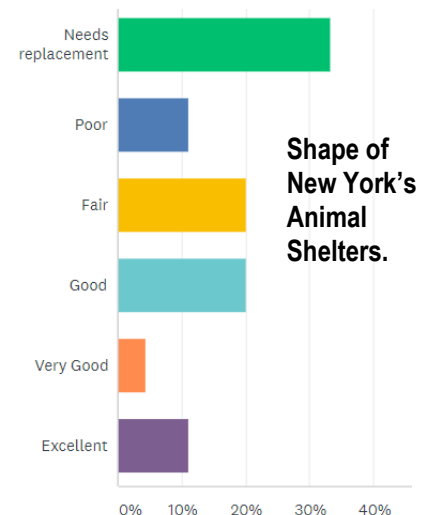 Needs
replacement
Poor
Fair
Good
Very Good
Excellent
Shape of
New York's
Animal
Shelters.
0% 10% 20% 30% 40%